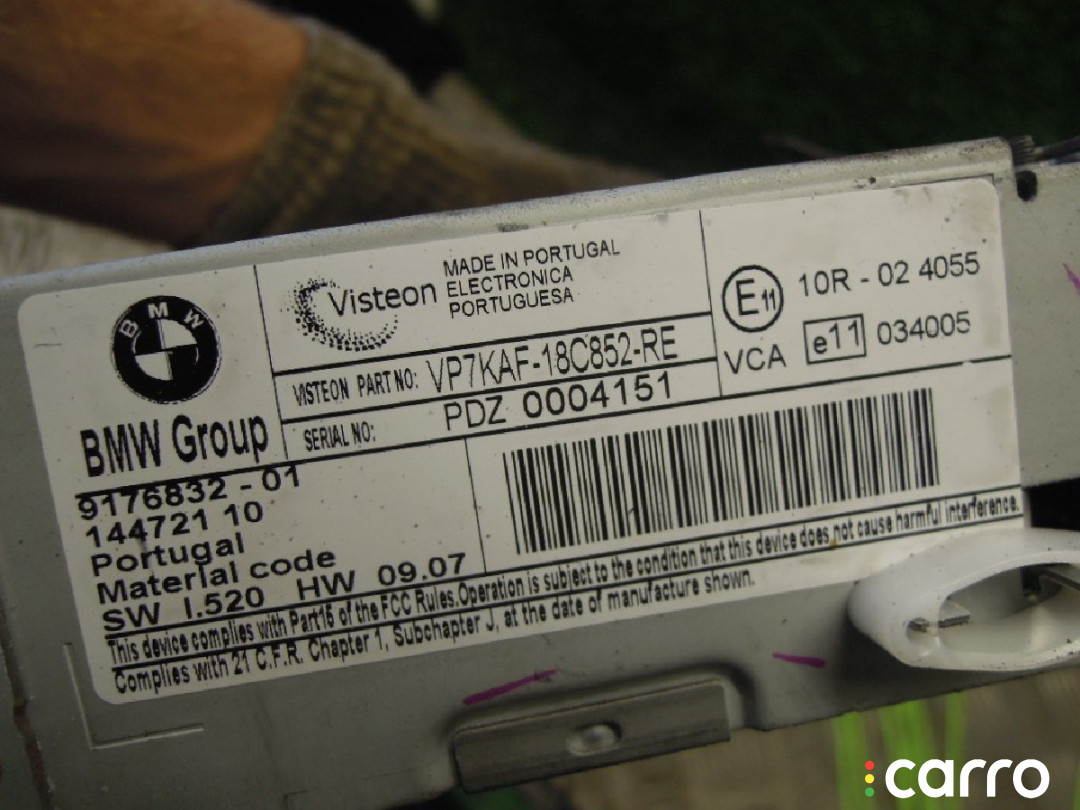 BMW
BMW Group
Visteon
MADE IN PORTUGAL
ELECTRONICA
PORTUGUESA
VISTEON PART NO: VP7KAF-18C852-RE
SERIAL NO: PDZ 0004151
E11 10R - 02 4055
VCA e11 034005
9176832 - 01
144721 10
Portugal
Material code
SW 1.520 HW 09.07
This device complies with Part16 of the FCC Rules.Operation is subject to the condition that this device does not cause harmful interference.
Complies with 21 C.F.R. Chapter 1, Subchapter J, at the date of manufacture shown.
carro